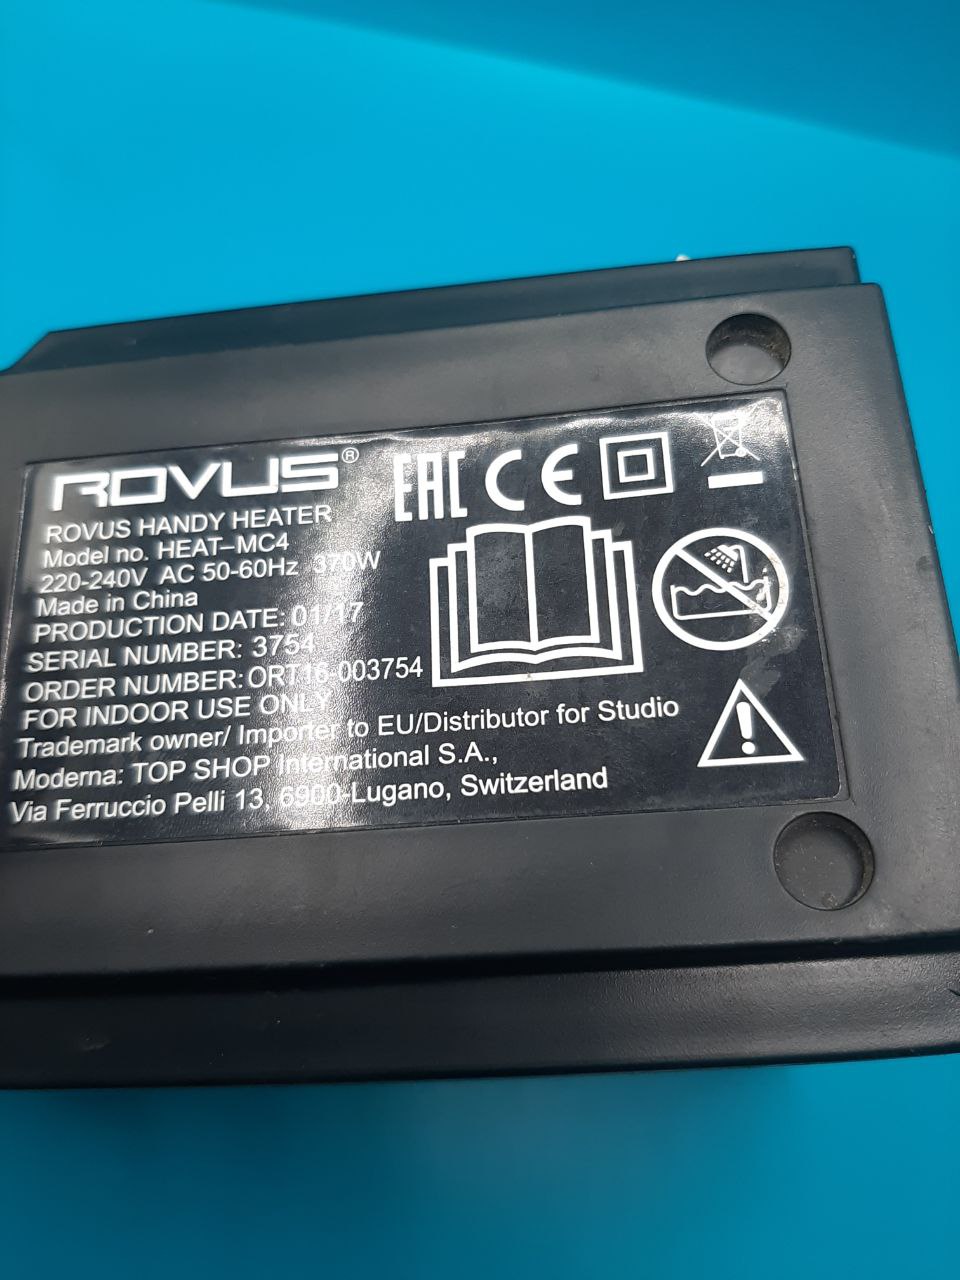 ROVUS®
ROVUS HANDY HEATER
Model no. HEAT–MC4
220-240V AC 50-60Hz 370W
Made in China
PRODUCTION DATE: 01/17
SERIAL NUMBER: 3754
ORDER NUMBER: ORT16-003754
FOR INDOOR USE ONLY
Trademark owner/ Importer to EU/Distributor for Studio
Moderna: TOP SHOP International S.A.,
Via Ferruccio Pelli 13, 6900-Lugano, Switzerland
EAC CE